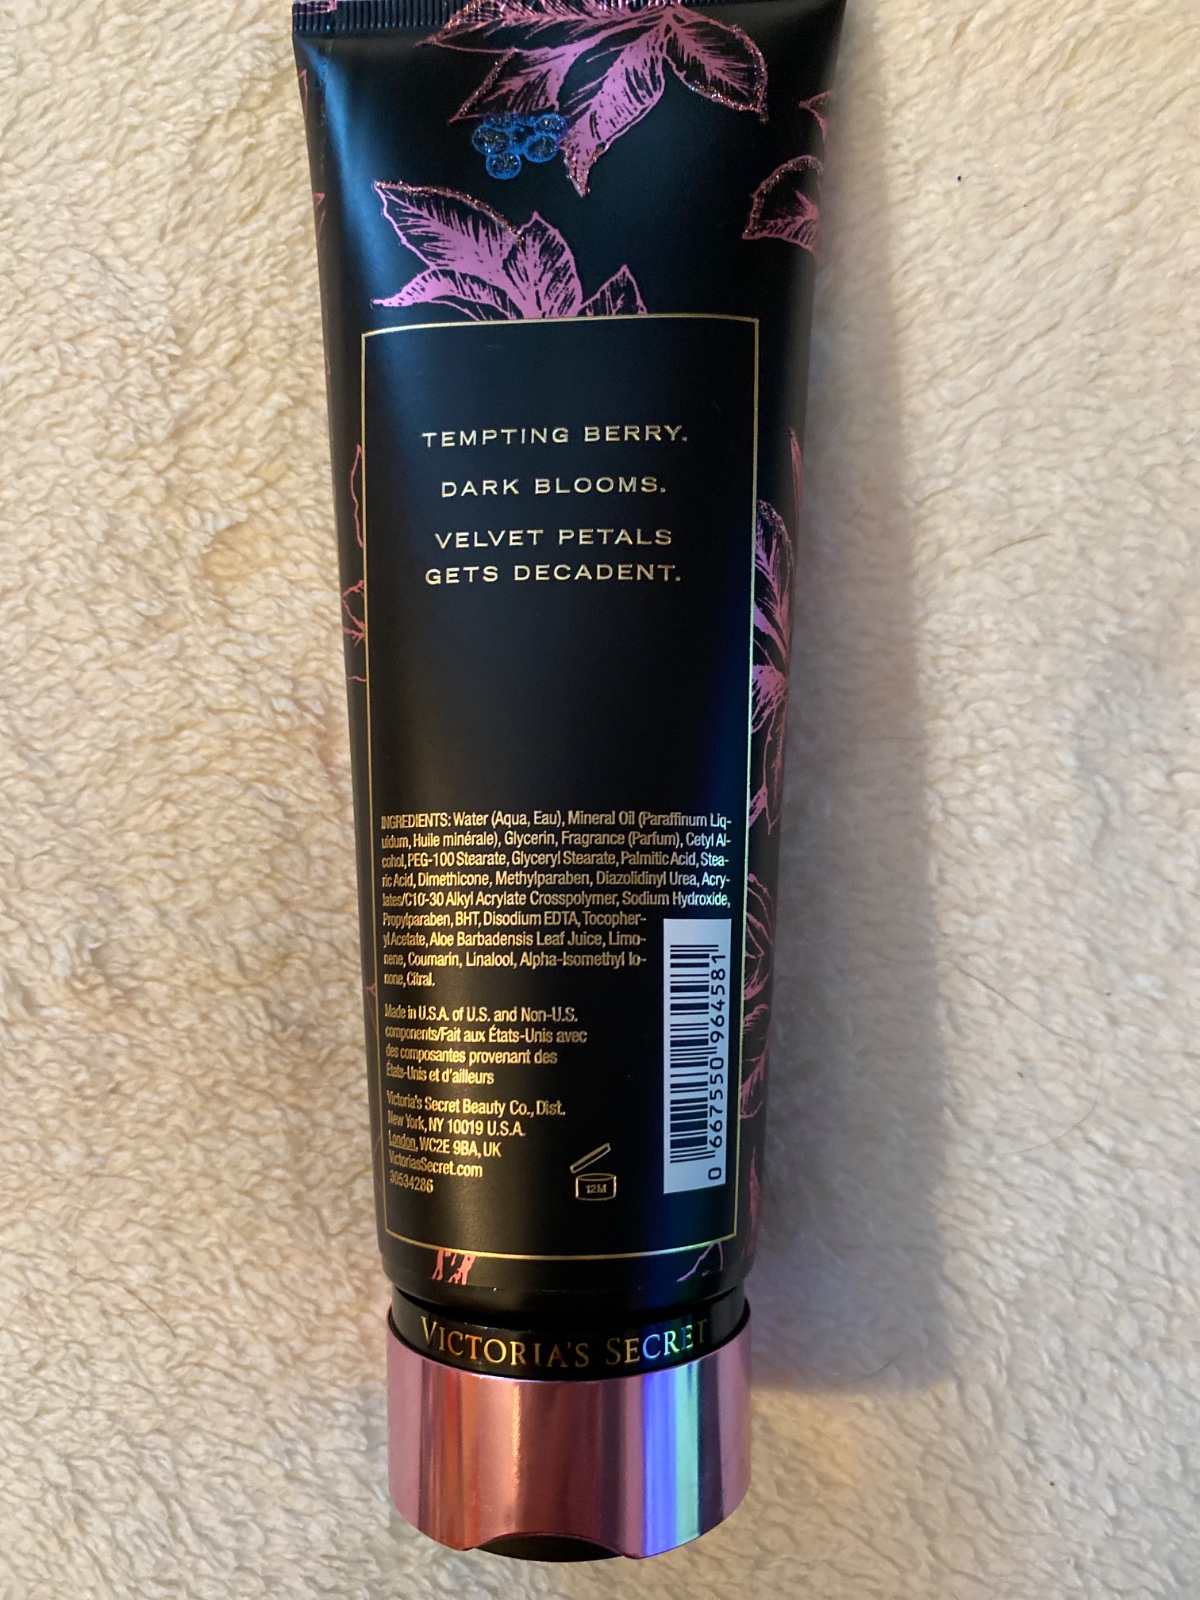 TEMPTING BERRY.
DARK BLOOMS.
VELVET PETALS
GETS DECADENT.
INGREDIENTS: Water (Aqua, Eau), Mineral Oil (Paraffinum Liq-
uidum, Huile minérale), Glycerin, Fragrance (Parfum), Cetyl Al-
cohol, PEG-100 Stearate, Glyceryl Stearate, Palmitic Acid, Stea-
ric Acid, Dimethicone, Methylparaben, Diazolidinyl Urea, Acry-
lates/C10-30 Alkyl Acrylate Crosspolymer, Sodium Hydroxide,
Propylparaben, BHT, Disodium EDTA, Tocopher-
yl Acetate, Aloe Barbadensis Leaf Juice, Limo-
nene, Coumarin, Linalool, Alpha-Isomethyl Io-
none, Citral.
Made in U.S.A. of U.S. and Non-U.S.
components/Fait aux États-Unis avec
des composantes provenant des
États-Unis et d'ailleurs
Victoria's Secret Beauty Co., Dist.
New York, NY 10019 U.S.A.
London, WC2E 9BA, UK
VictoriasSecret.com
30534286
12M
0 667550 964581
VICTORIA'S SECRET